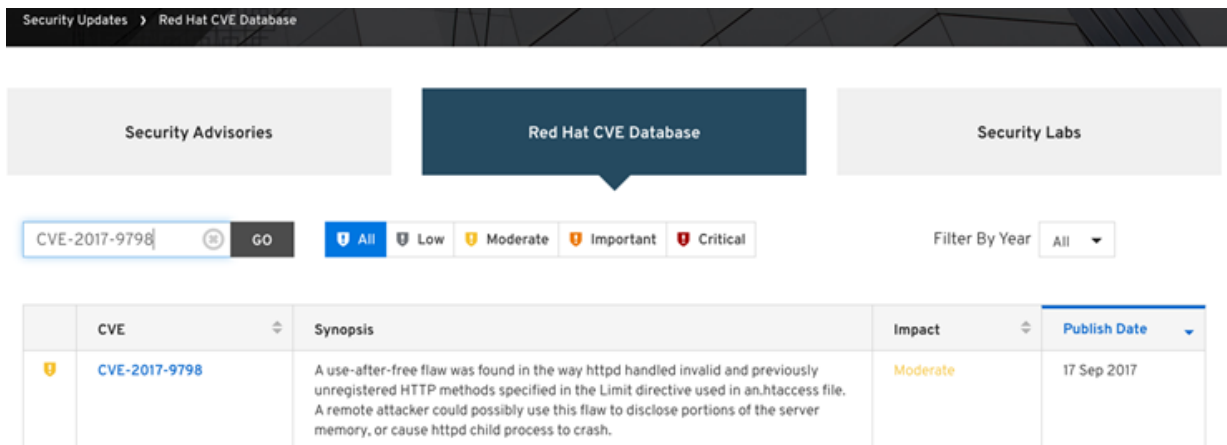 Security Updates › Red Hat CVE Database
Security Advisories
Red Hat CVE Database
Security Labs
CVE-2017-9798 GO All Low Moderate Important Critical Filter By Year All
CVE Synopsis Impact Publish Date
CVE-2017-9798 A use-after-free flaw was found in the way httpd handled invalid and previously Moderate 17 Sep 2017
unregistered HTTP methods specified in the Limit directive used in an.htaccess file.
A remote attacker could possibly use this flaw to disclose portions of the server
memory, or cause httpd child process to crash.